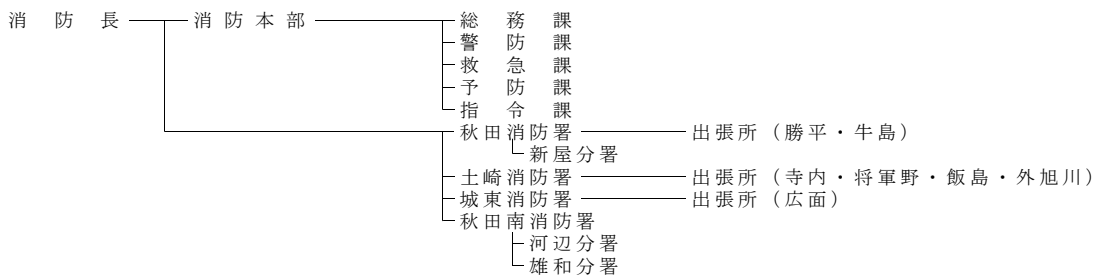 消防長 消防本部 総務課
警防課
救急課
予防課
指令課
秋田消防署 出張所（勝平・牛島）
新屋分署
土崎消防署 出張所（寺内・将軍野・飯島・外旭川）
城東消防署 出張所（広面）
秋田南消防署
河辺分署
雄和分署